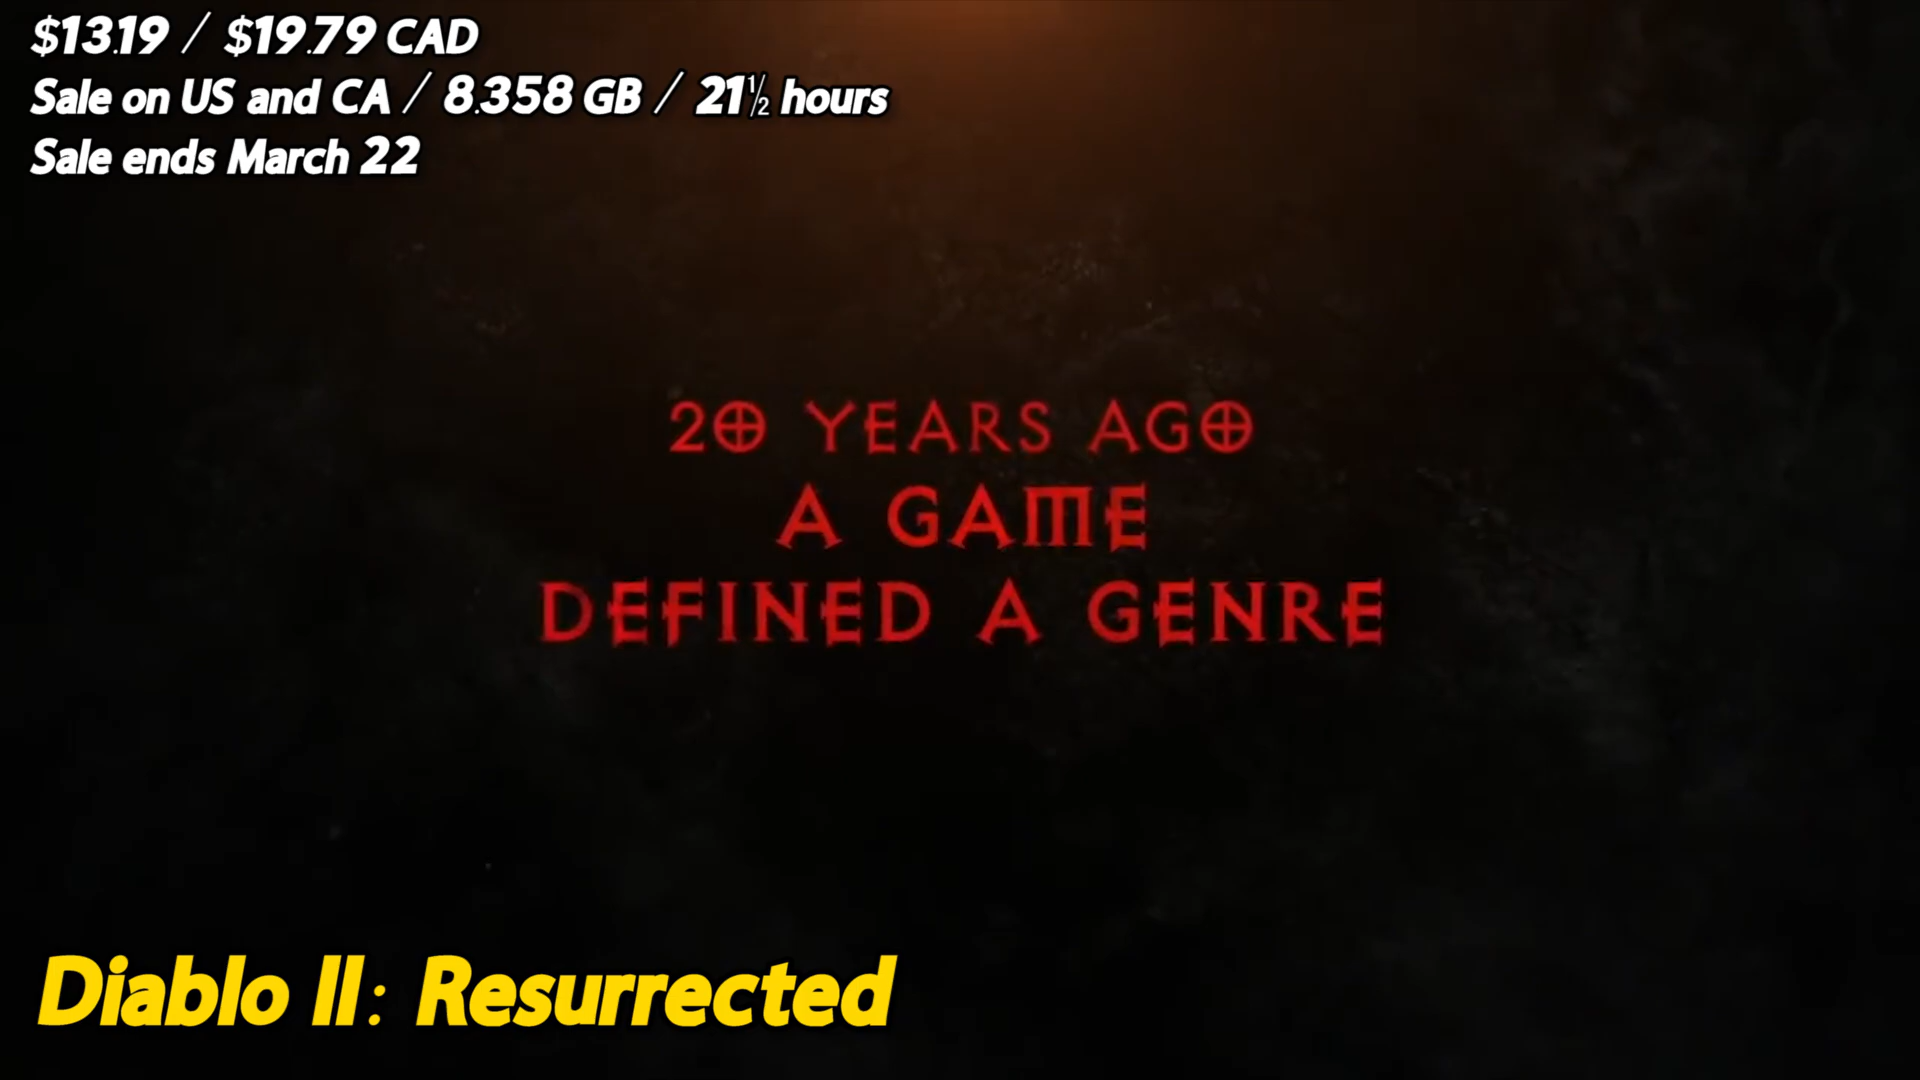 $13.19 / $19.79 CAD
Sale on US and CA / 8.358 GB / 21½ hours
Sale ends March 22
20 YEARS AGO
A GAME
DEFINED A GENRE
Diablo II: Resurrected